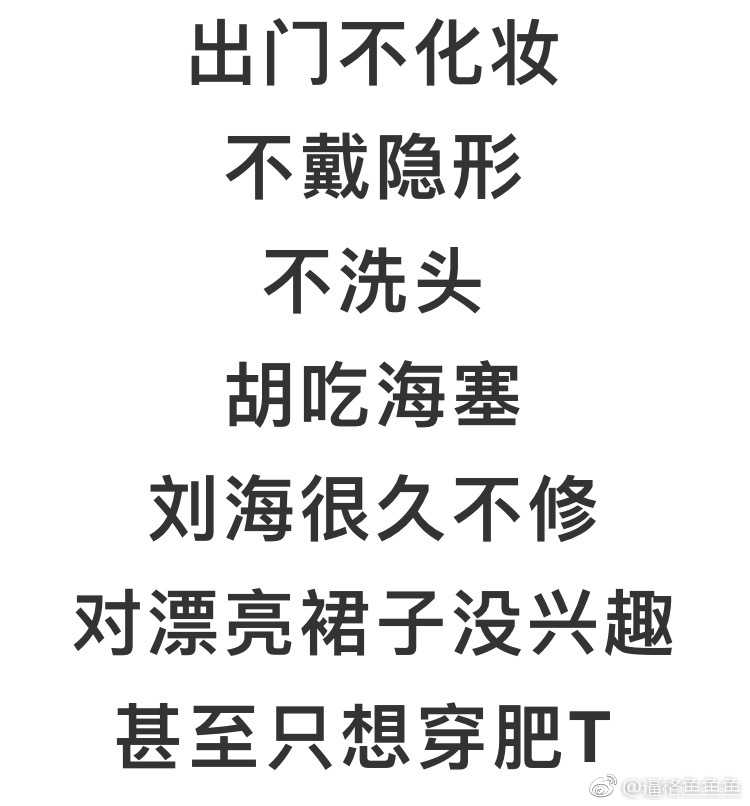 出门不化妆
不戴隐形
不洗头
胡吃海塞
刘海很久不修
对漂亮裙子没兴趣
甚至只想穿肥T